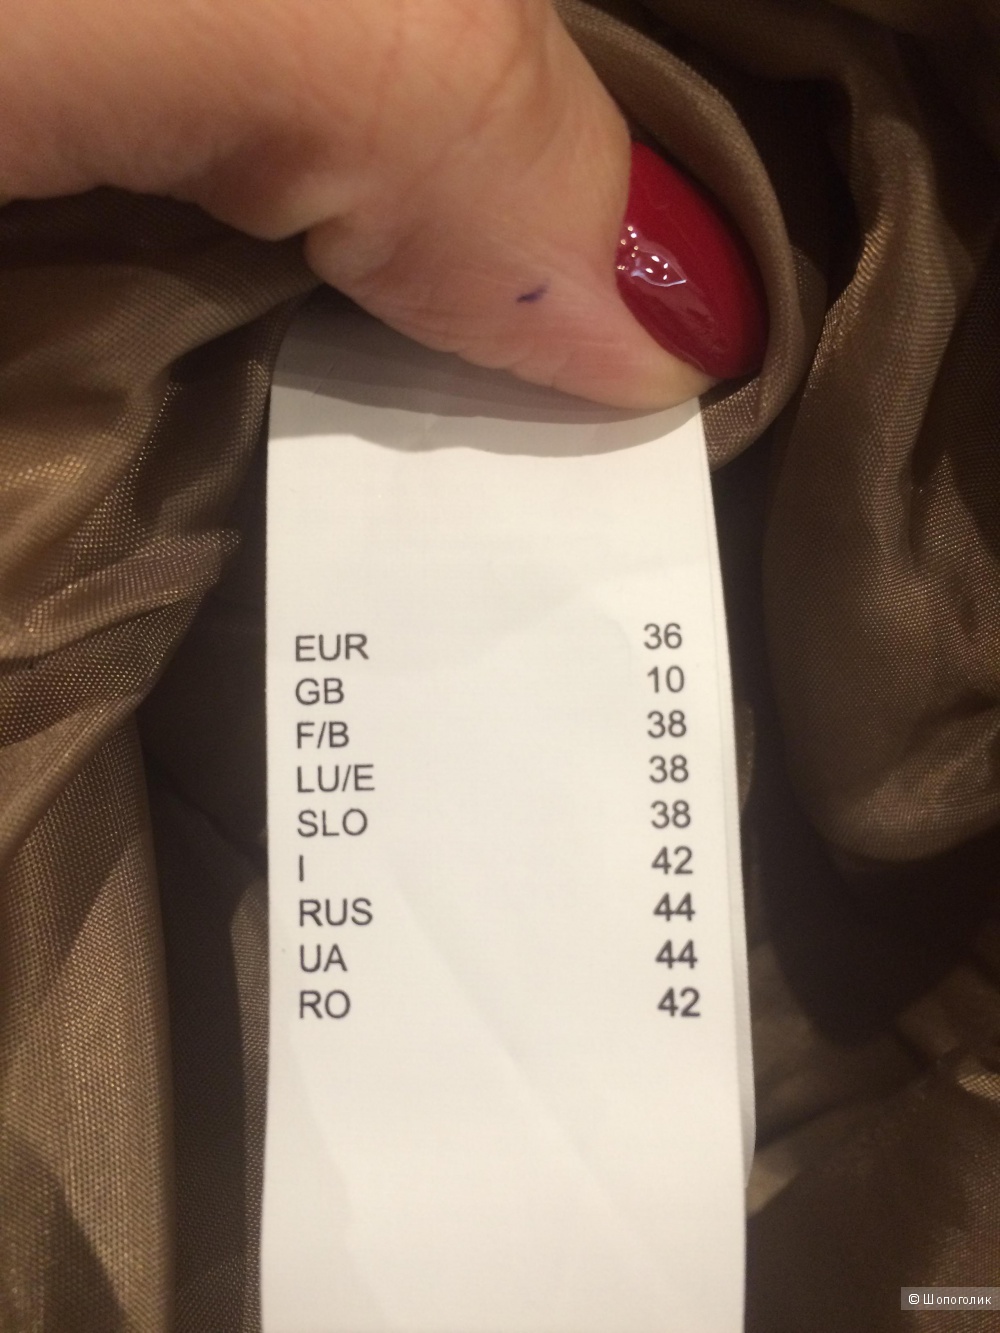 EUR 36
GB 10
F/B 38
LU/E 38
SLO 38
I 42
RUS 44
UA 44
RO 42
© Шопоголик